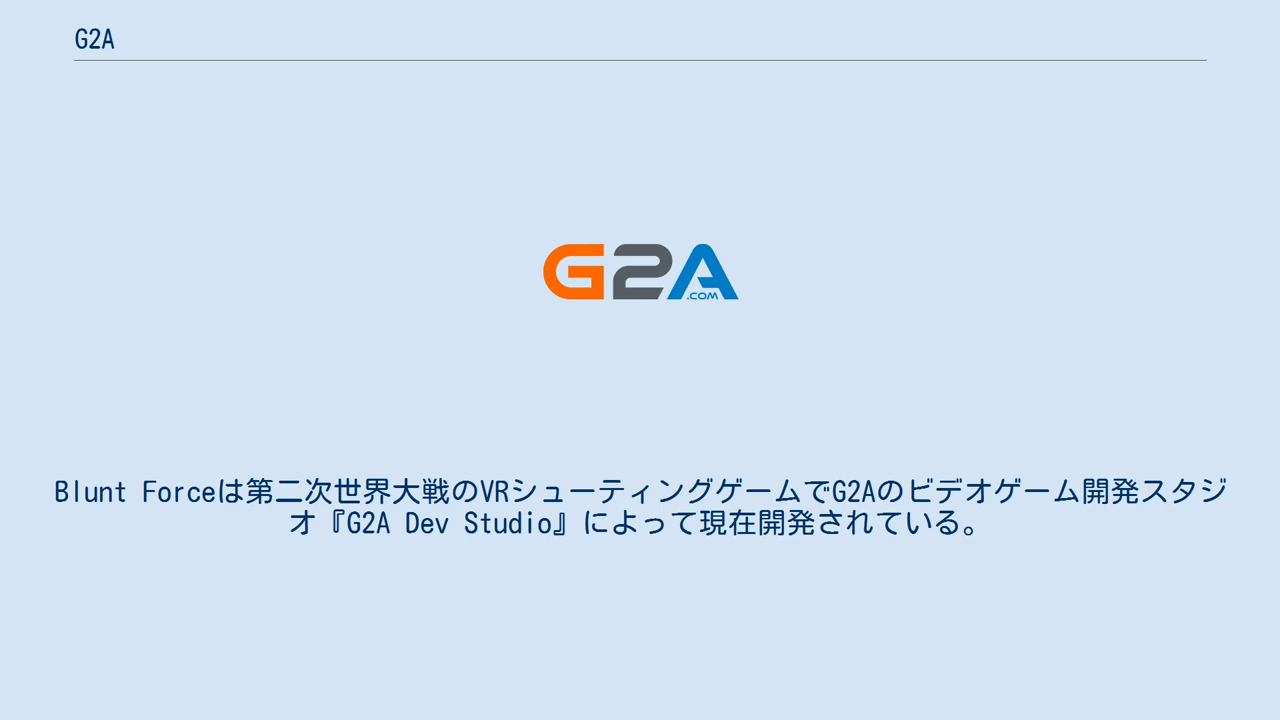 G2A
G2A
.COM
Blunt Forceは第二次世界大戦のVRシューティングゲームでG2Aのビデオゲーム開発スタジ
オ『G2A Dev Studio』によって現在開発されている。